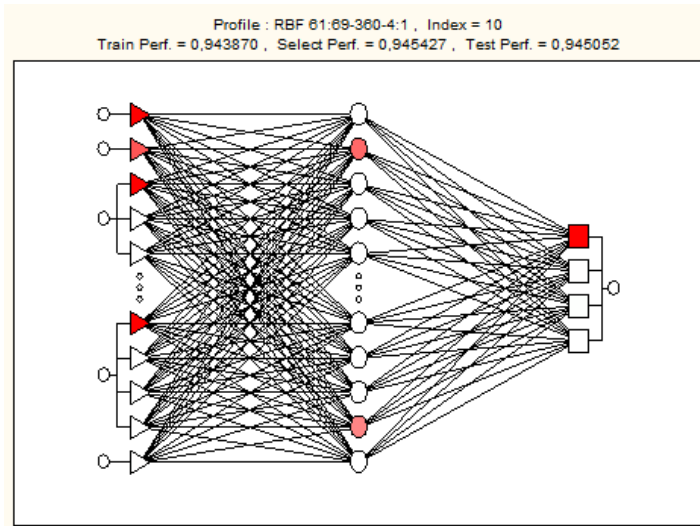 Profile : RBF 61:69-360-4:1 , Index = 10
Train Perf. = 0,943870 , Select Perf. = 0,945427 , Test Perf. = 0,945052